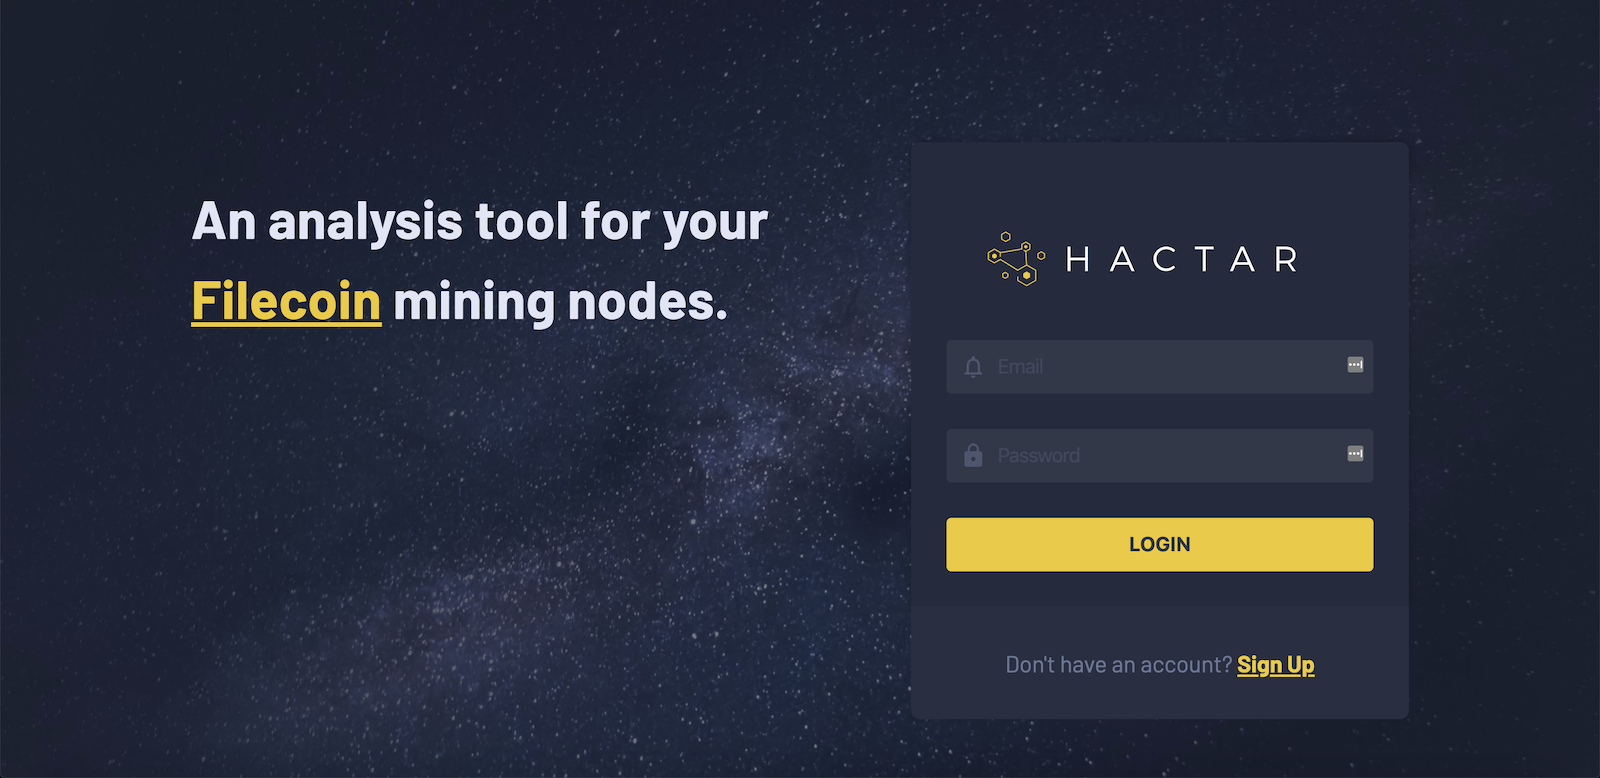 An analysis tool for your
Filecoin mining nodes.
HACTAR
Email
Password
LOGIN
Don't have an account? Sign Up